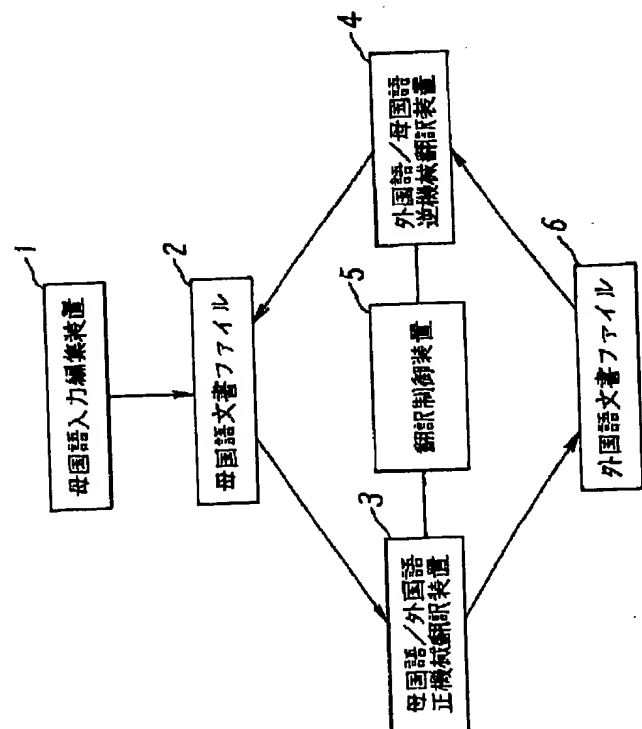 1
母国語入力編集装置
2
母国語文書ファイル
3
母国語/外国語
正機械翻訳装置
5
翻訳制御装置
4
外国語/母国語
逆機械翻訳装置
6
外国語文書ファイル